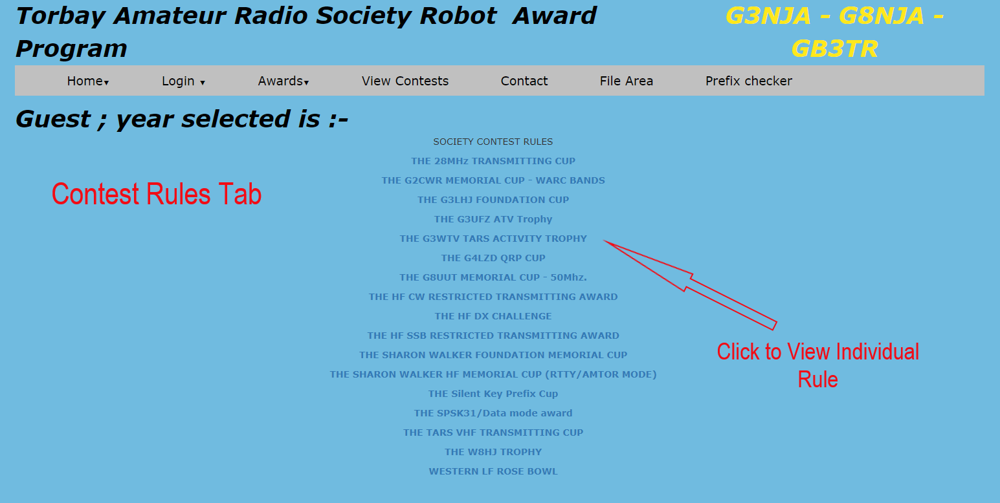 Torbay Amateur Radio Society Robot  Award
Program
G3NJA – G8NJA –
GB3TR
Home▾ Login ▾ Awards▾ View Contests Contact File Area Prefix checker
Guest ; year selected is :-
SOCIETY CONTEST RULES
THE 28MHz TRANSMITTING CUP
THE G2CWR MEMORIAL CUP - WARC BANDS
Contest Rules Tab
THE G3LHJ FOUNDATION CUP
THE G3UFZ ATV Trophy
THE G3WTV TARS ACTIVITY TROPHY
THE G4LZD QRP CUP
THE G8UUT MEMORIAL CUP - 50Mhz.
THE HF CW RESTRICTED TRANSMITTING AWARD
THE HF DX CHALLENGE
THE HF SSB RESTRICTED TRANSMITTING AWARD
THE SHARON WALKER FOUNDATION MEMORIAL CUP
THE SHARON WALKER HF MEMORIAL CUP (RTTY/AMTOR MODE)
THE Silent Key Prefix Cup
THE SPSK31/Data mode award
THE TARS VHF TRANSMITTING CUP
THE W8HJ TROPHY
WESTERN LF ROSE BOWL
Click to View Individual
Rule